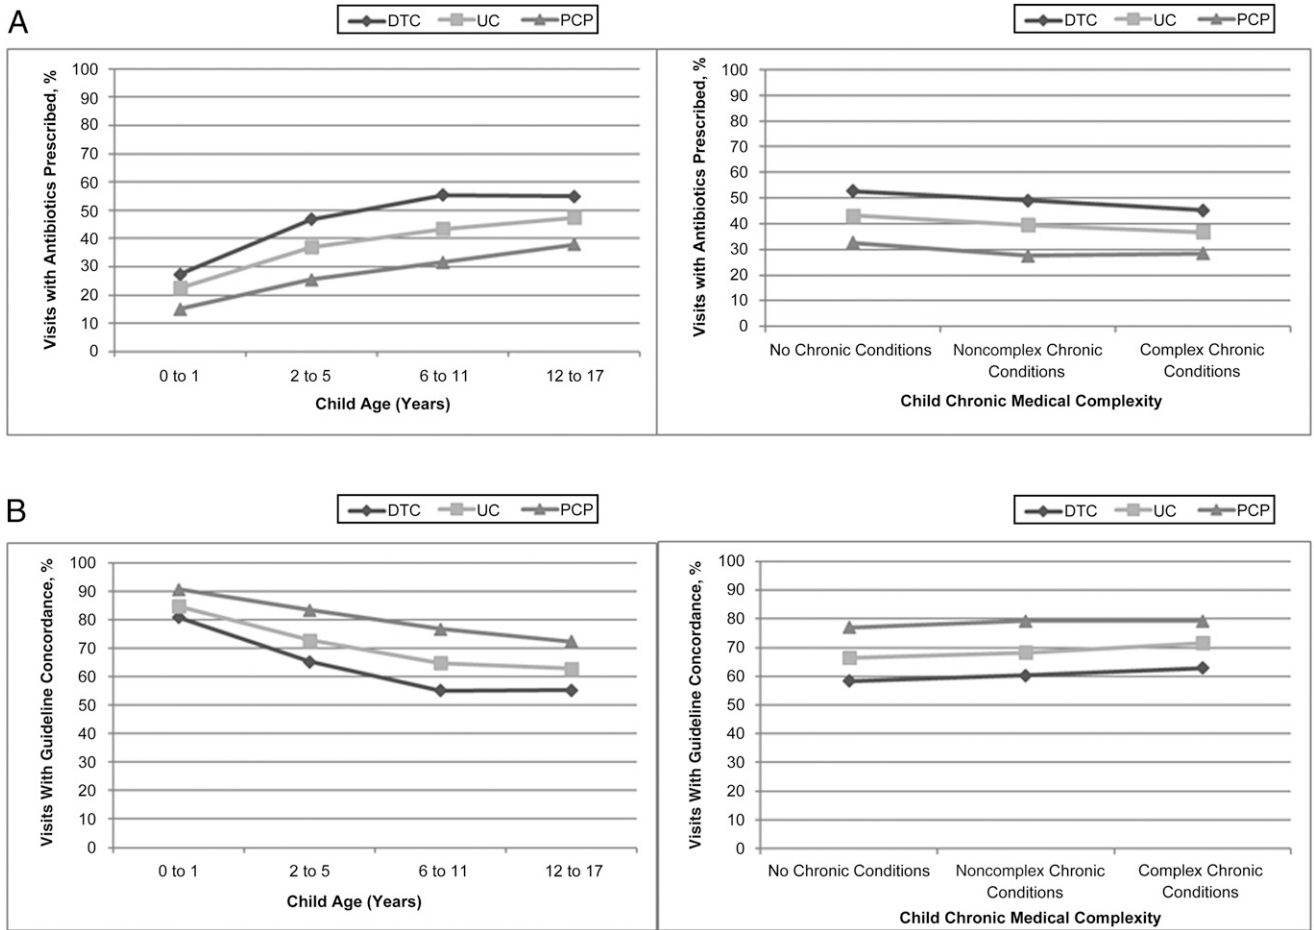 A
DTC UC PCP
DTC UC PCP
Visits with Antibiotics Prescribed, %
100
90
80
70
60
50
40
30
20
10
0
0 to 1 2 to 5 6 to 11 12 to 17
Child Age (Years)
Visits with Antibiotics Prescribed, %
100
90
80
70
60
50
40
30
20
10
0
No Chronic Conditions Noncomplex Chronic Complex Chronic
Conditions Conditions
Child Chronic Medical Complexity
B
DTC UC PCP
DTC UC PCP
Visits With Guideline Concordance, %
100
90
80
70
60
50
40
30
20
10
0
0 to 1 2 to 5 6 to 11 12 to 17
Child Age (Years)
Visits With Guideline Concordance, %
100
90
80
70
60
50
40
30
20
10
0
No Chronic Conditions Noncomplex Chronic Complex Chronic
Conditions Conditions
Child Chronic Medical Complexity